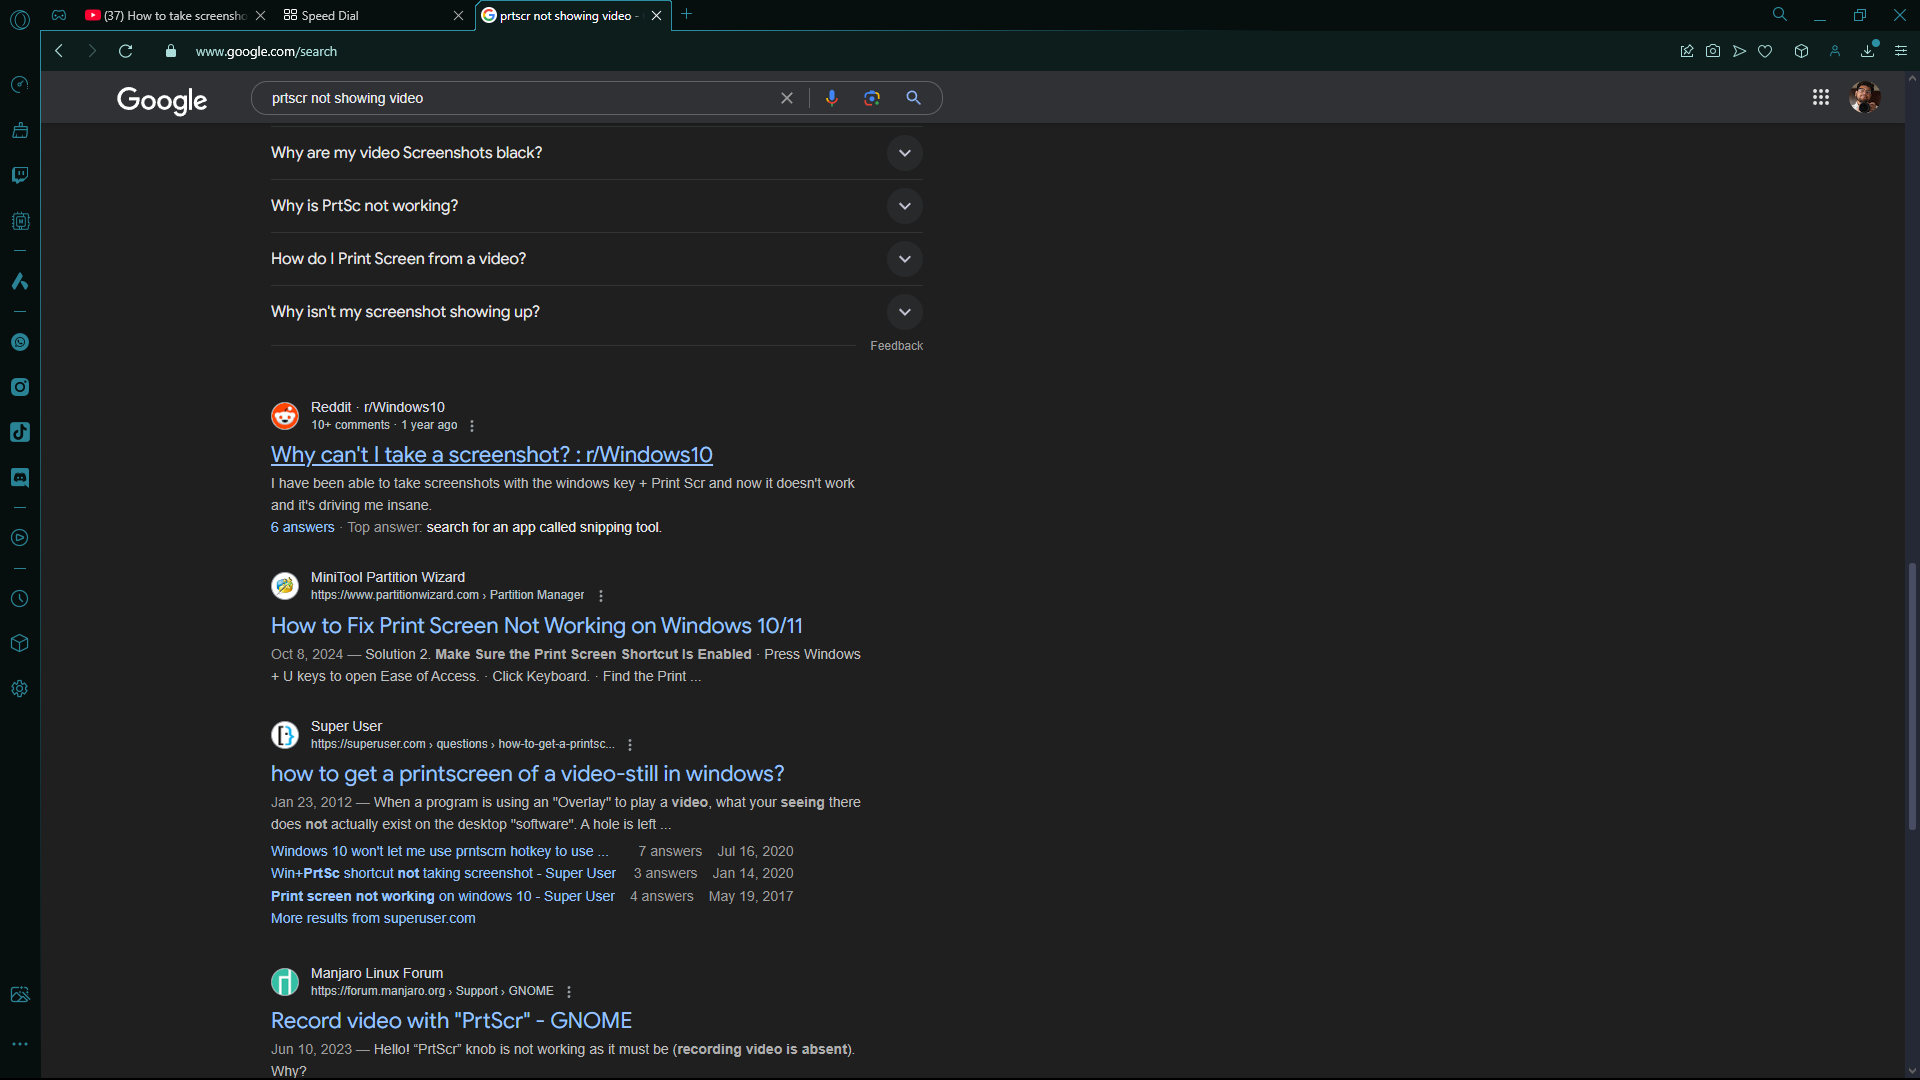 (37) How to take screensho
Speed Dial
prtscr not showing video -
www.google.com/search
Google
prtscr not showing video
Why are my video Screenshots black?
Why is PrtSc not working?
How do I Print Screen from a video?
Why isn't my screenshot showing up?
Feedback
Reddit · r/Windows10
10+ comments · 1 year ago
Why can't I take a screenshot? : r/Windows10
I have been able to take screenshots with the windows key + Print Scr and now it doesn't work
and it's driving me insane.
6 answers · Top answer: search for an app called snipping tool.
MiniTool Partition Wizard
https://www.partitionwizard.com › Partition Manager
How to Fix Print Screen Not Working on Windows 10/11
Oct 8, 2024 — Solution 2. Make Sure the Print Screen Shortcut Is Enabled · Press Windows
+ U keys to open Ease of Access. · Click Keyboard. · Find the Print ...
Super User
https://superuser.com › questions › how-to-get-a-printsc...
how to get a printscreen of a video-still in windows?
Jan 23, 2012 — When a program is using an "Overlay" to play a video, what your seeing there
does not actually exist on the desktop "software". A hole is left ...
Windows 10 won't let me use prntscrn hotkey to use ... 7 answers Jul 16, 2020
Win+PrtSc shortcut not taking screenshot - Super User 3 answers Jan 14, 2020
Print screen not working on windows 10 - Super User 4 answers May 19, 2017
More results from superuser.com
Manjaro Linux Forum
https://forum.manjaro.org › Support › GNOME
Record video with "PrtScr" - GNOME
Jun 10, 2023 — Hello! “PrtScr” knob is not working as it must be (recording video is absent).
Why?